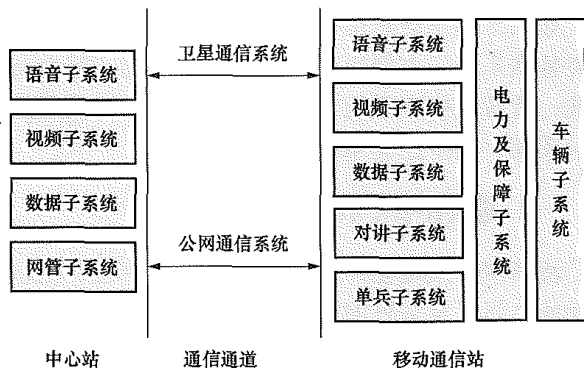 语音子系统
视频子系统
数据子系统
网管子系统
中心站
卫星通信系统
公网通信系统
通信通道
语音子系统
视频子系统
数据子系统
对讲子系统
单兵子系统
电力及保障子系统
车辆子系统
移动通信站